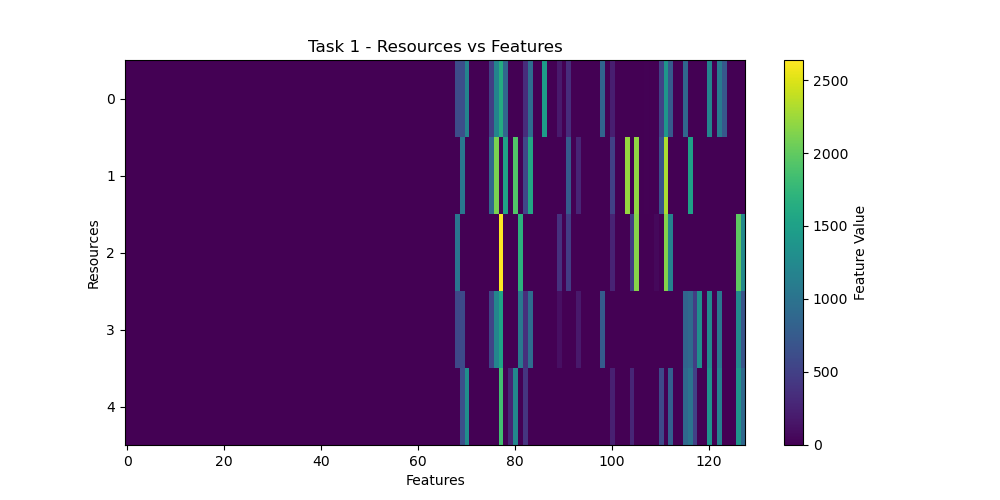 Task 1 - Resources vs Features
Resources
0
1
2
3
4
0 20 40 60 80 100 120
Features
2500
2000
1500
1000
500
0
Feature Value